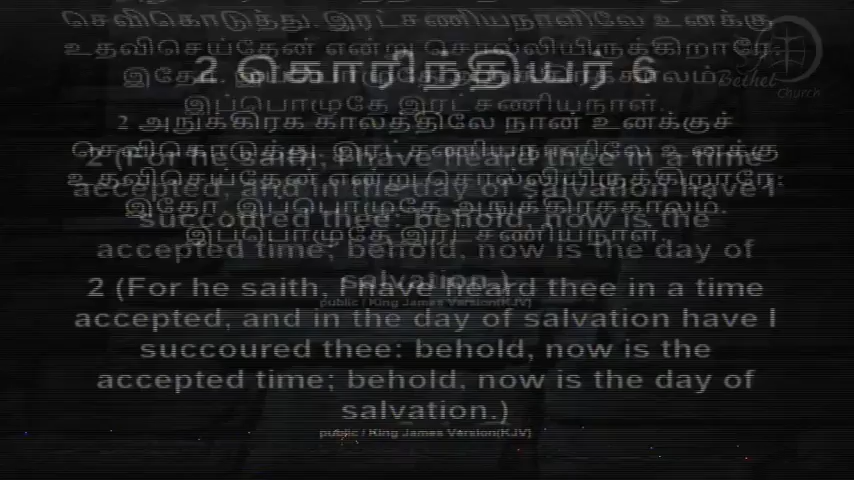 செவிகொடுத்து, இரட்சணியநாளிலே உனக்கு
உதவிசெய்தேன் என்று சொல்லியிருக்கிறாரே;
2 கொரிந்தியர் 6
Bethel
Church
இப்பொழுதே இரட்சணியநாள்.
2 அநுக்கிரக காலத்திலே நான் உனக்குச்
செவிகொடுத்து, இரட்சணியநாளிலே உனக்கு
2 (For he saith, I have heard thee in a time
உதவிசெய்தேன் என்று சொல்லியிருக்கிறாரே:
accepted, and in the day of salvation have I
இதோ, இப்பொழுதே அநுக்கிரககாலம்,
succoured thee: behold, now is the
இப்பொழுதே இரட்சணியநாள்.
accepted time; behold, now is the day of
salvation.)
public / King James Version(KJV)
2 (For he saith, I have heard thee in a time
accepted, and in the day of salvation have I
succoured thee: behold, now is the
accepted time; behold, now is the day of
salvation.)
public / King James Version(KJV)